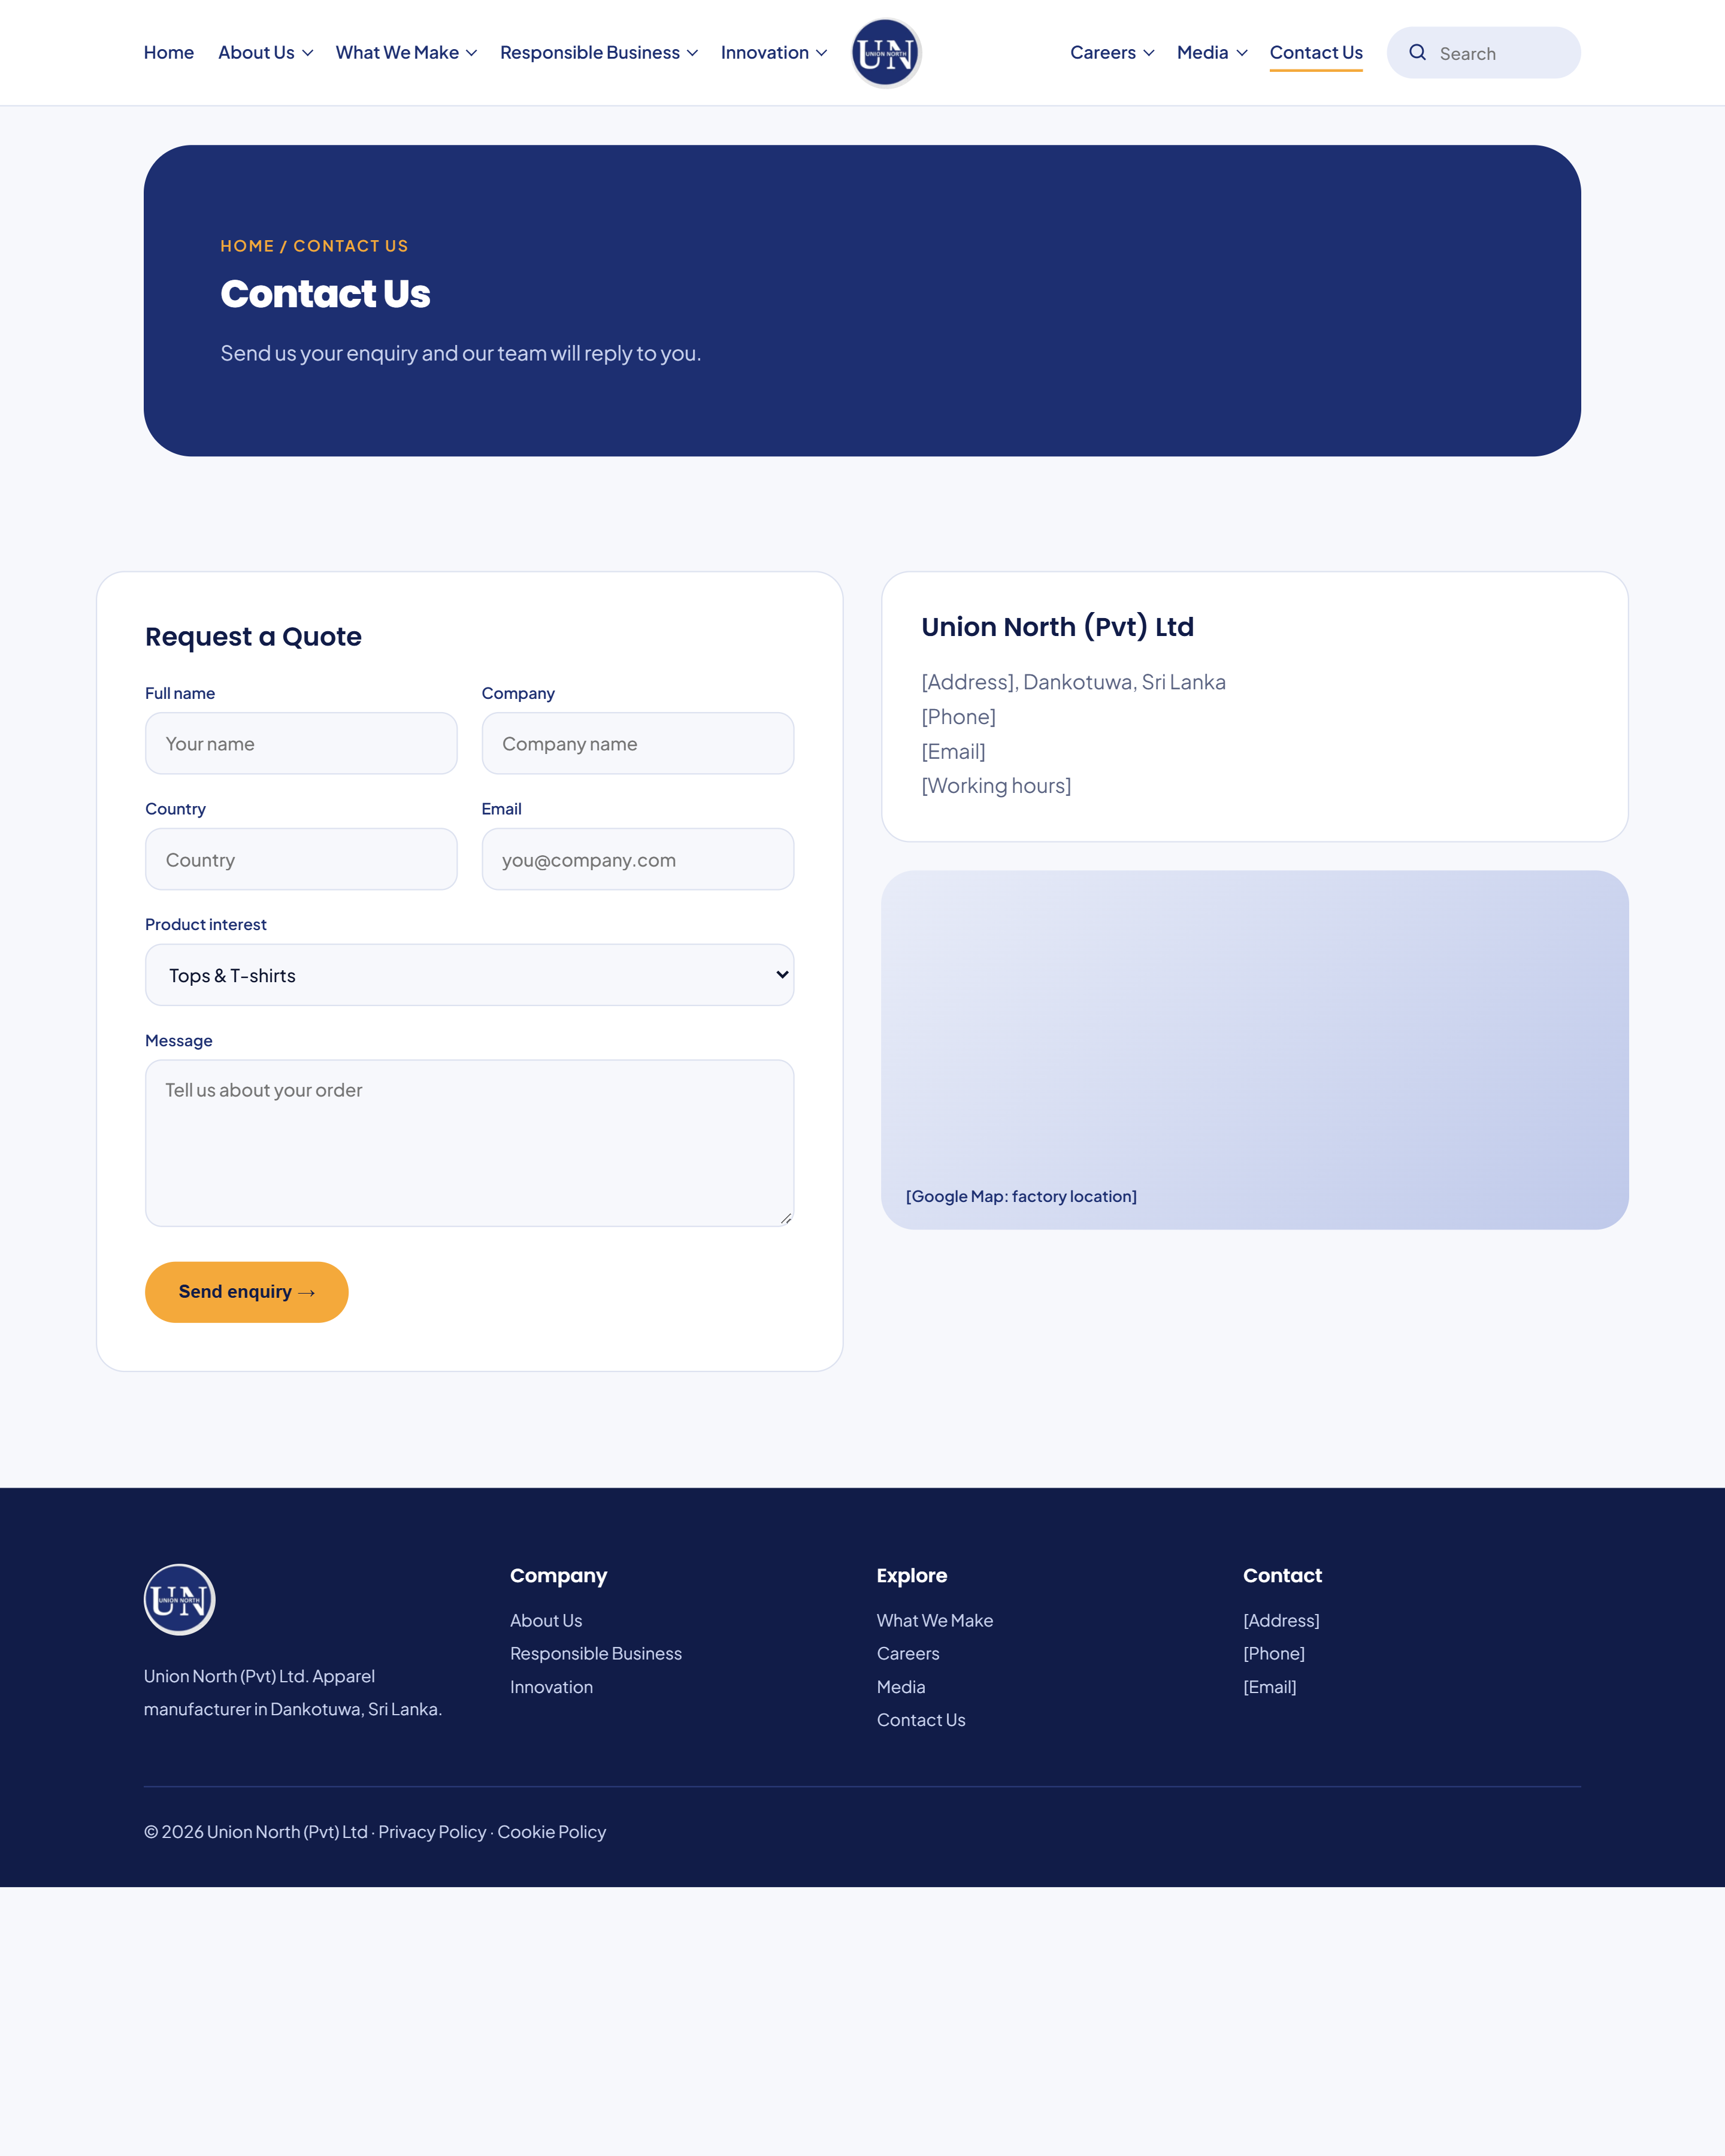 Home About Us What We Make Responsible Business Innovation UN UNION NORTH Careers Media Contact Us Search
HOME / CONTACT US
Contact Us
Send us your enquiry and our team will reply to you.
Request a Quote
Full name Company
Your name Company name
Country Email
Country you@company.com
Product interest
Tops & T-shirts
Message
Tell us about your order
Send enquiry →
Union North (Pvt) Ltd
[Address], Dankotuwa, Sri Lanka
[Phone]
[Email]
[Working hours]
[Google Map: factory location]
UN UNION NORTH
Union North (Pvt) Ltd. Apparel
manufacturer in Dankotuwa, Sri Lanka.
Company
About Us
Responsible Business
Innovation
Explore
What We Make
Careers
Media
Contact Us
Contact
[Address]
[Phone]
[Email]
© 2026 Union North (Pvt) Ltd · Privacy Policy · Cookie Policy